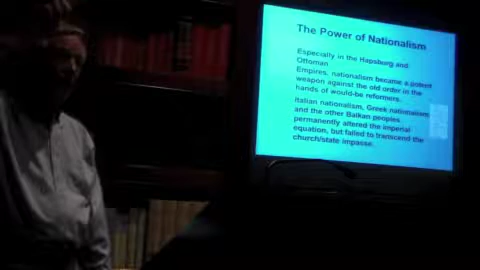 The Power of Nationalism
Especially in the Hapsburg and
Ottoman
Empires, nationalism became a potent
weapon against the old order in the
hands of would-be reformers.
Italian nationalism, Greek nationalism
and the other Balkan peoples
permanently altered the imperial
equation, but failed to transcend the
church/state impasse.